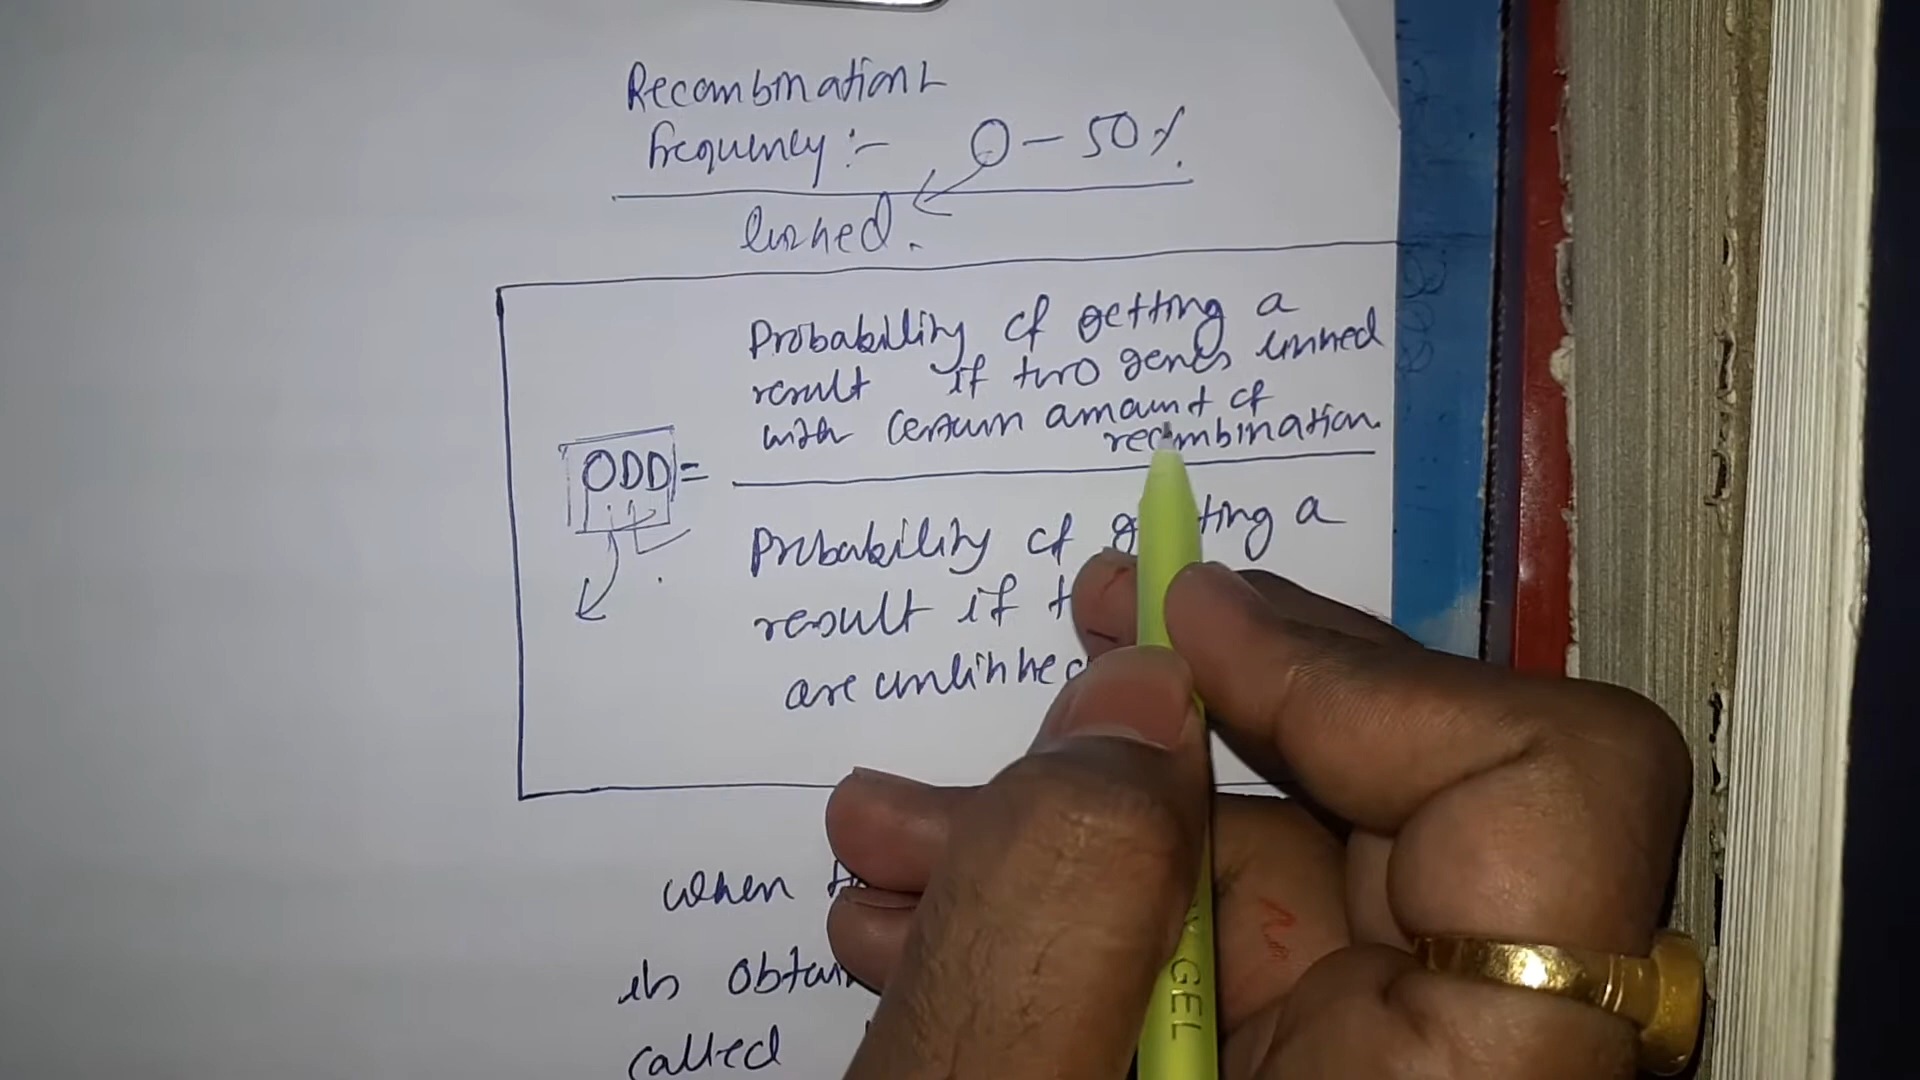 Recombination
frequency :- 0 - 50 %.
linked.
Probability of getting a
result if two genes linked
with certain amount of
recombination.
ODD =
Probability of getting a
result if
are unlinked
when
is obtain
called
GEL